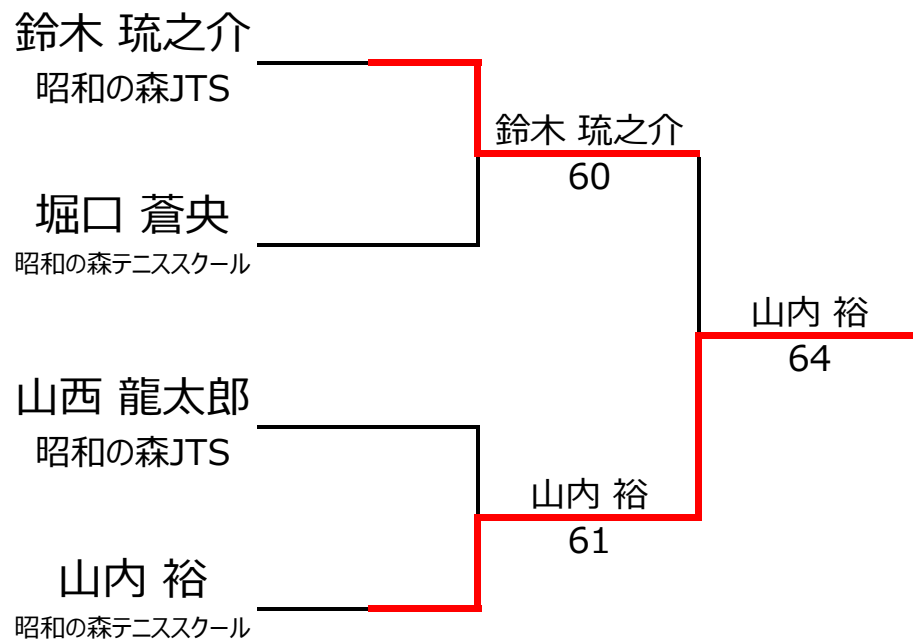 鈴木 琉之介
昭和の森JTS
鈴木 琉之介
60
堀口 蒼央
昭和の森テニススクール
山内 裕
64
山西 龍太郎
昭和の森JTS
山内 裕
61
山内 裕
昭和の森テニススクール